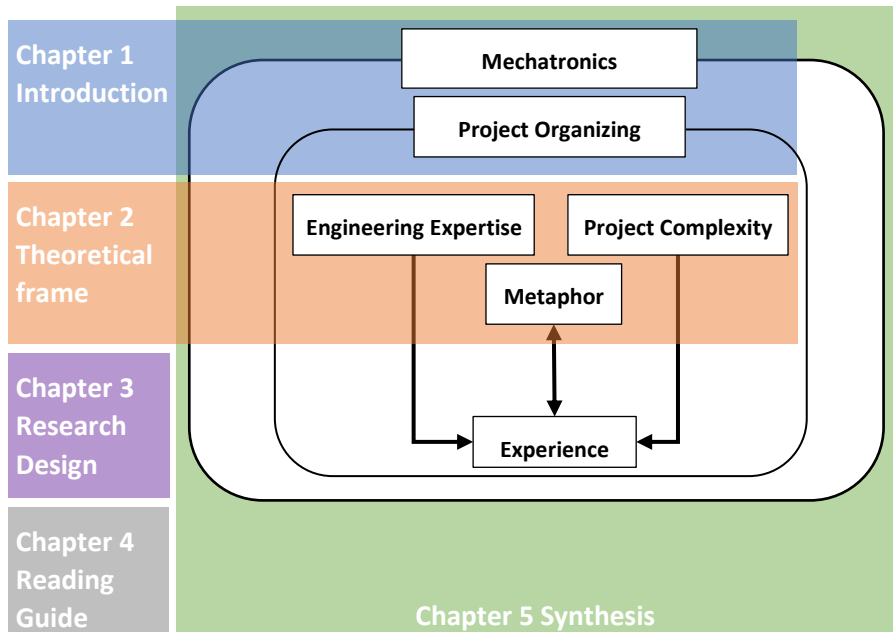 Chapter 1
Introduction
Mechatronics
Project Organizing
Chapter 2
Theoretical
frame
Engineering Expertise
Project Complexity
Metaphor
Chapter 3
Research
Design
Experience
Chapter 4
Reading
Guide
Chapter 5 Synthesis